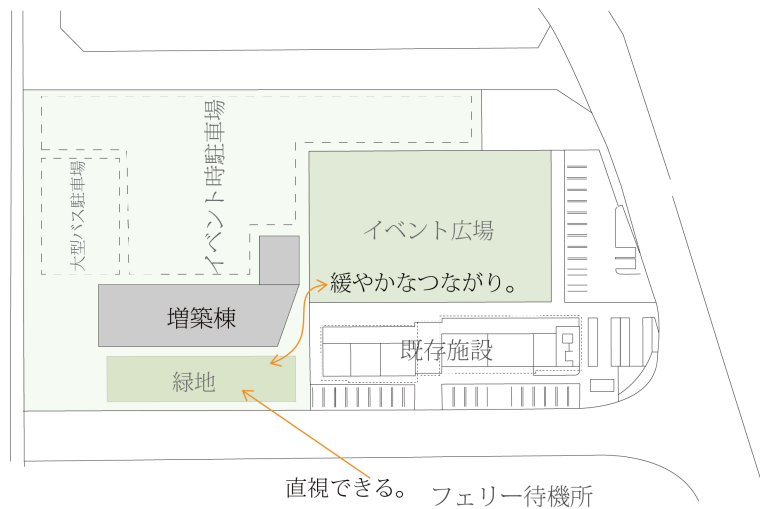 イベント時駐車場
大型バス駐車場
イベント広場
緩やかなつながり。
増築棟
既存施設
緑地
直視できる。
フェリー待機所